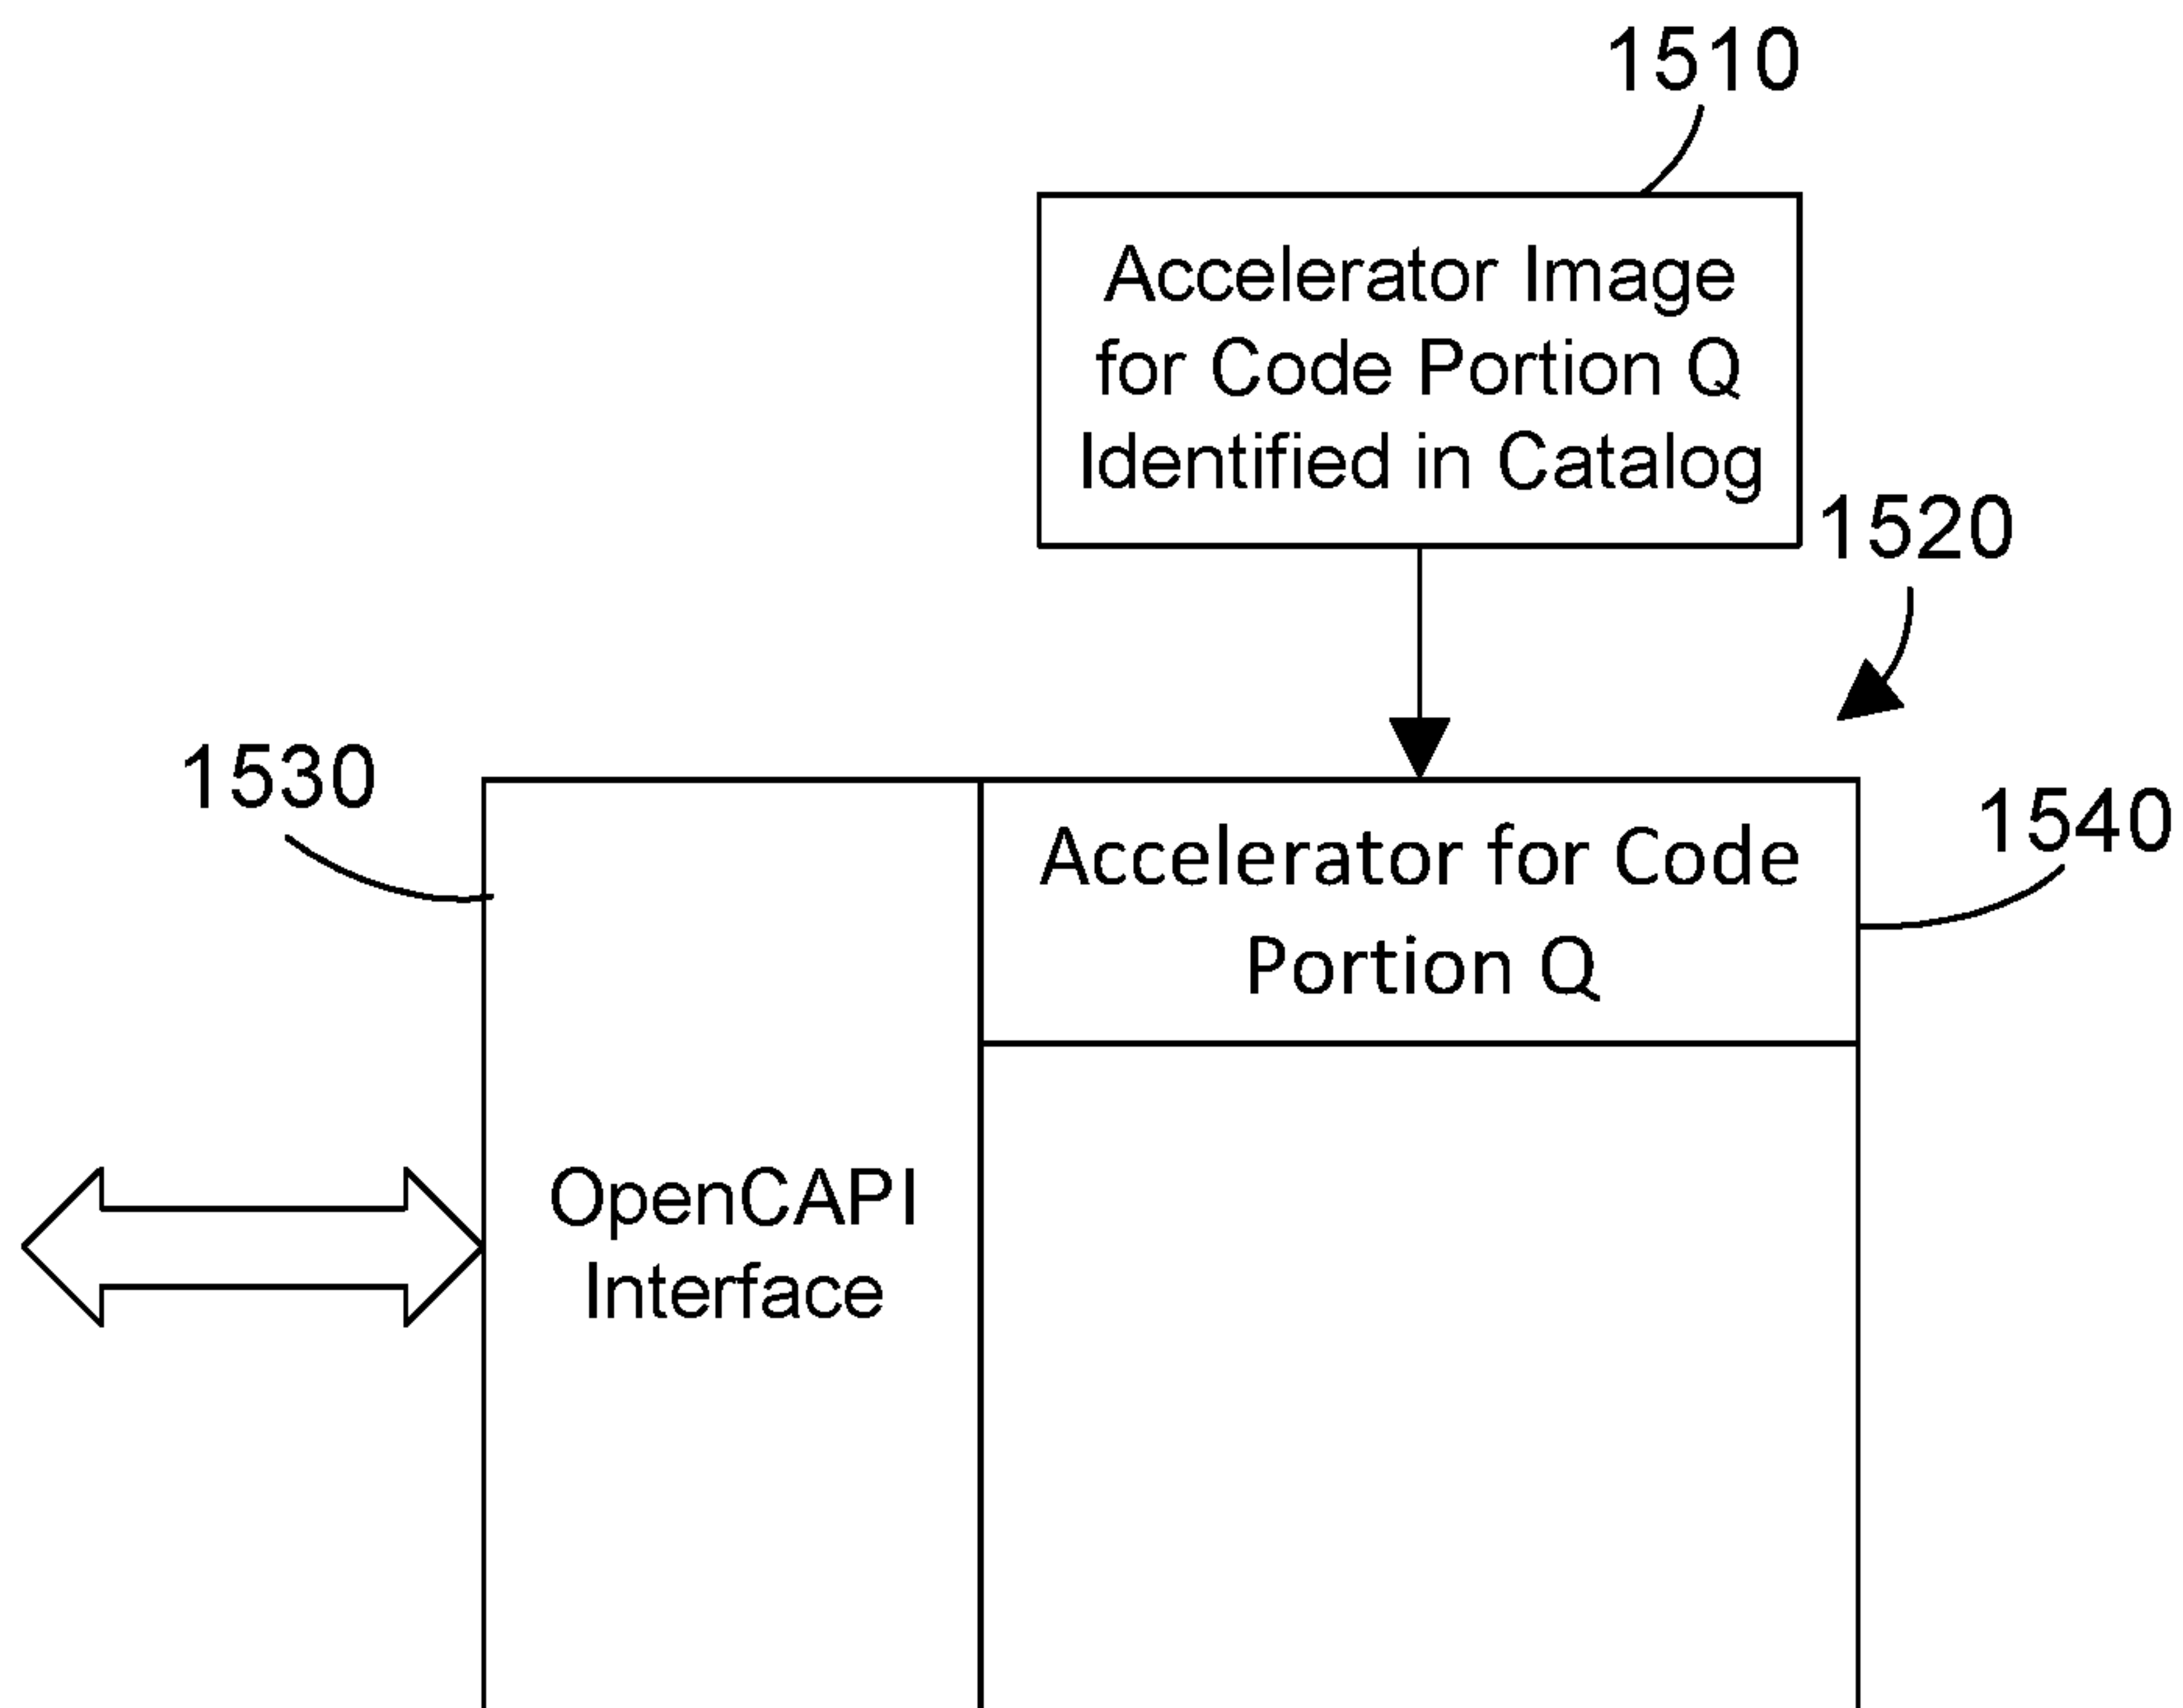 1510
Accelerator Image
for Code Portion Q
Identified in Catalog
1520
1530
1540
Accelerator for Code
Portion Q
OpenCAPI
Interface